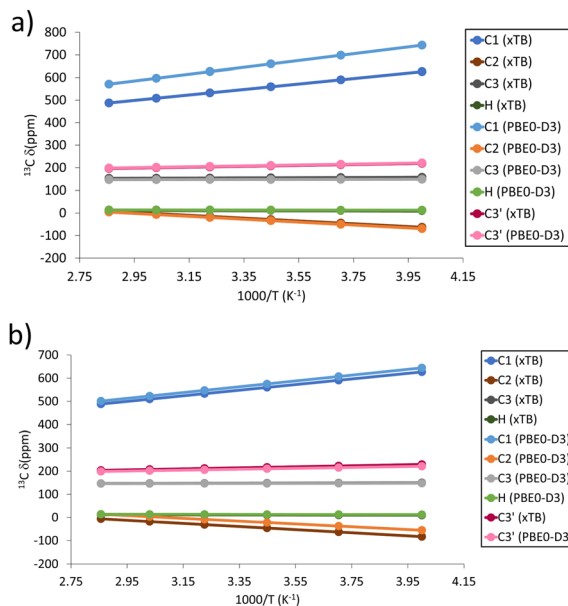 a)
800
700
600
500
400
300
200
100
0
-100
-200
¹³C δ(ppm)
2.75 2.95 3.15 3.35 3.55 3.75 3.95 4.15
1000/T (K⁻¹)
C1 (xTB)
C2 (xTB)
C3 (xTB)
H (xTB)
C1 (PBE0-D3)
C2 (PBE0-D3)
C3 (PBE0-D3)
H (PBE0-D3)
C3' (xTB)
C3' (PBE0-D3)
b)
700
600
500
400
300
200
100
0
-100
-200
¹³C δ(ppm)
2.75 2.95 3.15 3.35 3.55 3.75 3.95 4.15
1000/T (K⁻¹)
C1 (xTB)
C2 (xTB)
C3 (xTB)
H (xTB)
C1 (PBE0-D3)
C2 (PBE0-D3)
C3 (PBE0-D3)
H (PBE0-D3)
C3' (xTB)
C3' (PBE0-D3)